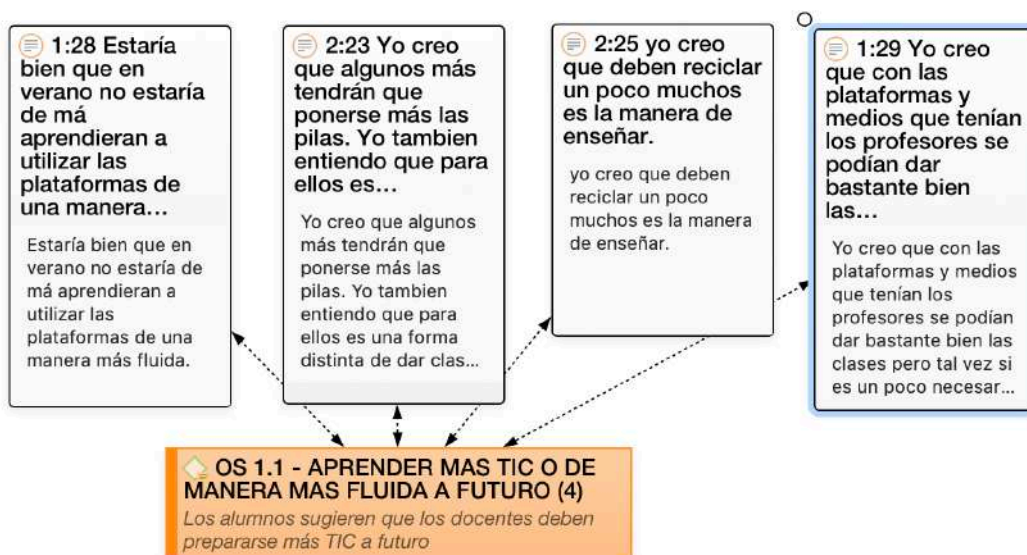 1:28 Estaría
bien que en
verano no estaría
de má
aprendieran a
utilizar las
plataformas de
una manera…
Estaría bien que en
verano no estaría de
má aprendieran a
utilizar las
plataformas de una
manera más fluida.
2:23 Yo creo
que algunos más
tendrán que
ponerse más las
pilas. Yo tambien
entiendo que para
ellos es…
Yo creo que algunos
más tendrán que
ponerse más las
pilas. Yo tambien
entiendo que para
ellos es una forma
distinta de dar clas...
2:25 yo creo
que deben reciclar
un poco muchos
es la manera de
enseñar.
yo creo que deben
reciclar un poco
muchos es la manera
de enseñar.
1:29 Yo creo
que con las
plataformas y
medios que tenían
los profesores se
podían dar
bastante bien
las…
Yo creo que con las
plataformas y medios
que tenían los
profesores se podían
dar bastante bien las
clases pero tal vez si
es un poco necesar...
OS 1.1 - APRENDER MAS TIC O DE
MANERA MAS FLUIDA A FUTURO (4)
Los alumnos sugieren que los docentes deben
prepararse más TIC a futuro